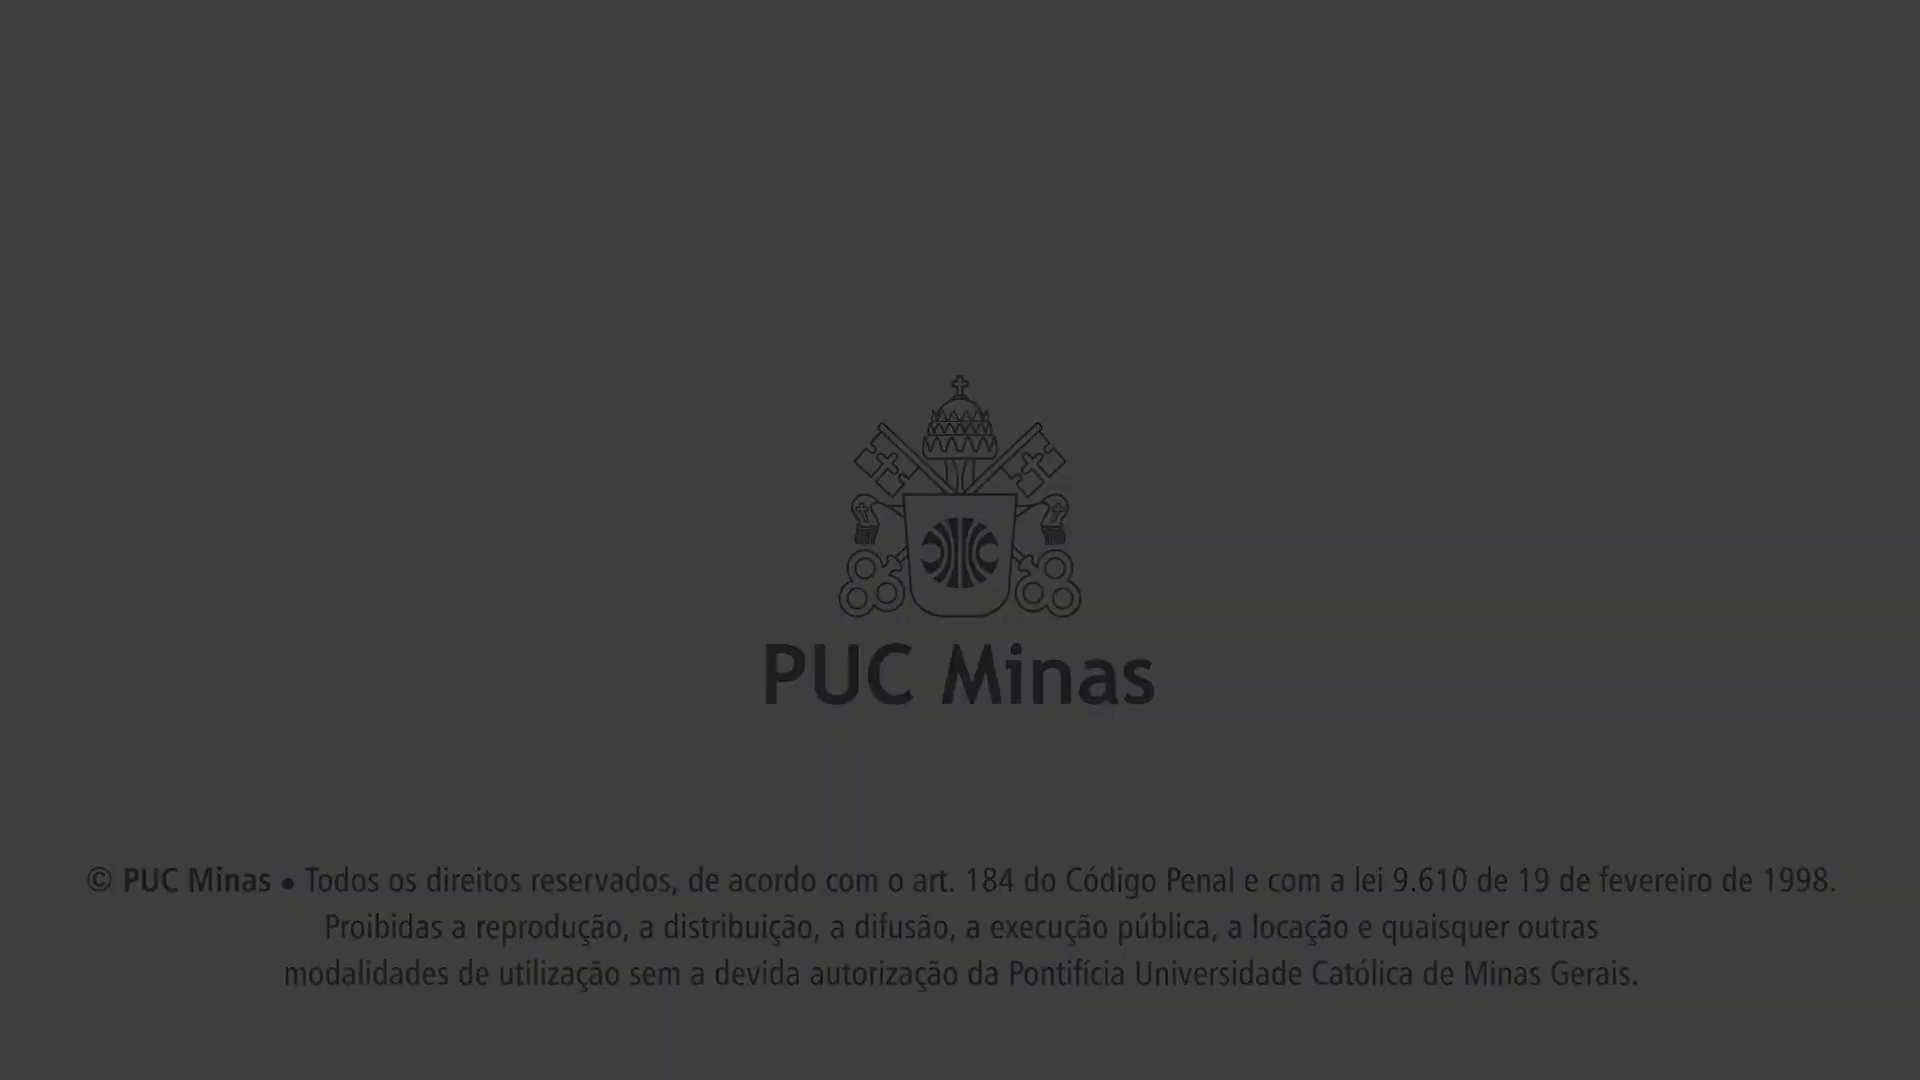 PUC Minas
© PUC Minas • Todos os direitos reservados, de acordo com o art. 184 do Código Penal e com a lei 9.610 de 19 de fevereiro de 1998.
Proibidas a reprodução, a distribuição, a difusão, a execução pública, a locação e quaisquer outras
modalidades de utilização sem a devida autorização da Pontifícia Universidade Católica de Minas Gerais.